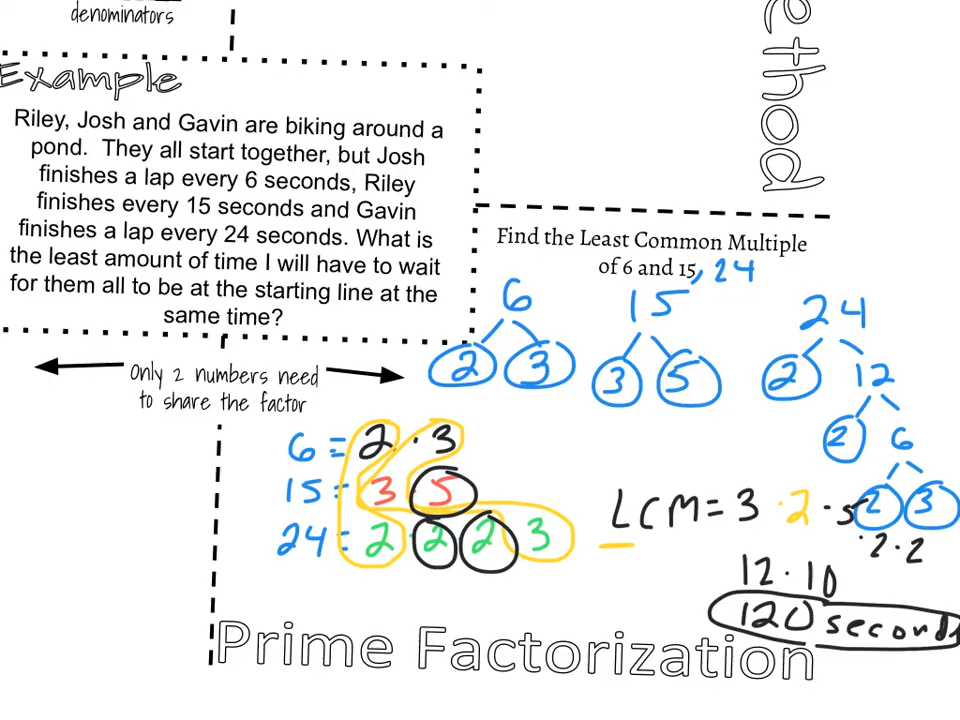 denominators
ethod
Example
Riley, Josh and Gavin are biking around a
pond. They all start together, but Josh
finishes a lap every 6 seconds, Riley
finishes every 15 seconds and Gavin
finishes a lap every 24 seconds. What is
the least amount of time I will have to wait
for them all to be at the starting line at the
same time?
Find the Least Common Multiple
of 6 and 15, 24
6
2 3
15
3 5
24
2 12
2 6
2 3
Only 2 numbers need
to share the factor
6 = 2 · 3
15 = 3 · 5
24 = 2 · 2 2 3
LCM = 3 · 2 · 5
· 2 · 2
12 · 10
120 seconds
Prime Factorization